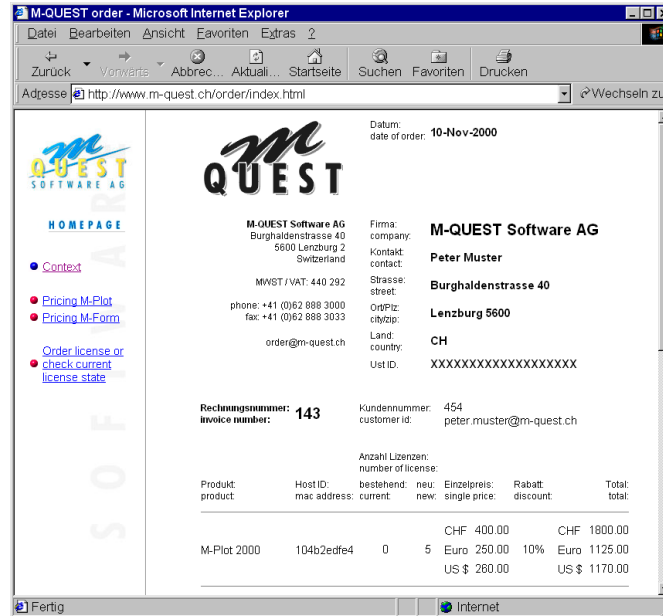 M-QUEST order - Microsoft Internet Explorer
Datei Bearbeiten Ansicht Favoriten Extras ?
Zurück Vorwärts Abbrec... Aktuali... Startseite Suchen Favoriten Drucken
Adresse http://www.m-quest.ch/order/index.html Wechseln zu
m
QUEST
SOFTWARE AG
HOMEPAGE
Context
Pricing M-Plot
Pricing M-Form
Order license or
check current
license state
SOFTWAR
m
QUEST
Datum:
date of order: 10-Nov-2000
M-QUEST Software AG
Burghaldenstrasse 40
5600 Lenzburg 2
Switzerland
MWST / VAT: 440 292
phone: +41 (0)62 888 3000
fax: +41 (0)62 888 3033
order@m-quest.ch
Firma:
company: M-QUEST Software AG
Kontakt:
contact: Peter Muster
Strasse:
street: Burghaldenstrasse 40
Ort/Plz:
city/zip: Lenzburg 5600
Land:
country: CH
Ust ID. XXXXXXXXXXXXXXXXXXX
Rechnungsnummer:
invoice number: 143
Kundennummer: 454
customer id: peter.muster@m-quest.ch
Anzahl Lizenzen:
number of license:
Produkt: Host ID: bestehend: neu: Einzelpreis: Rabatt: Total:
product: mac address: current: new: single price: discount: total:
CHF 400.00 CHF 1800.00
M-Plot 2000 104b2edfe4 0 5 Euro 250.00 10% Euro 1125.00
US $ 260.00 US $ 1170.00
Fertig Internet